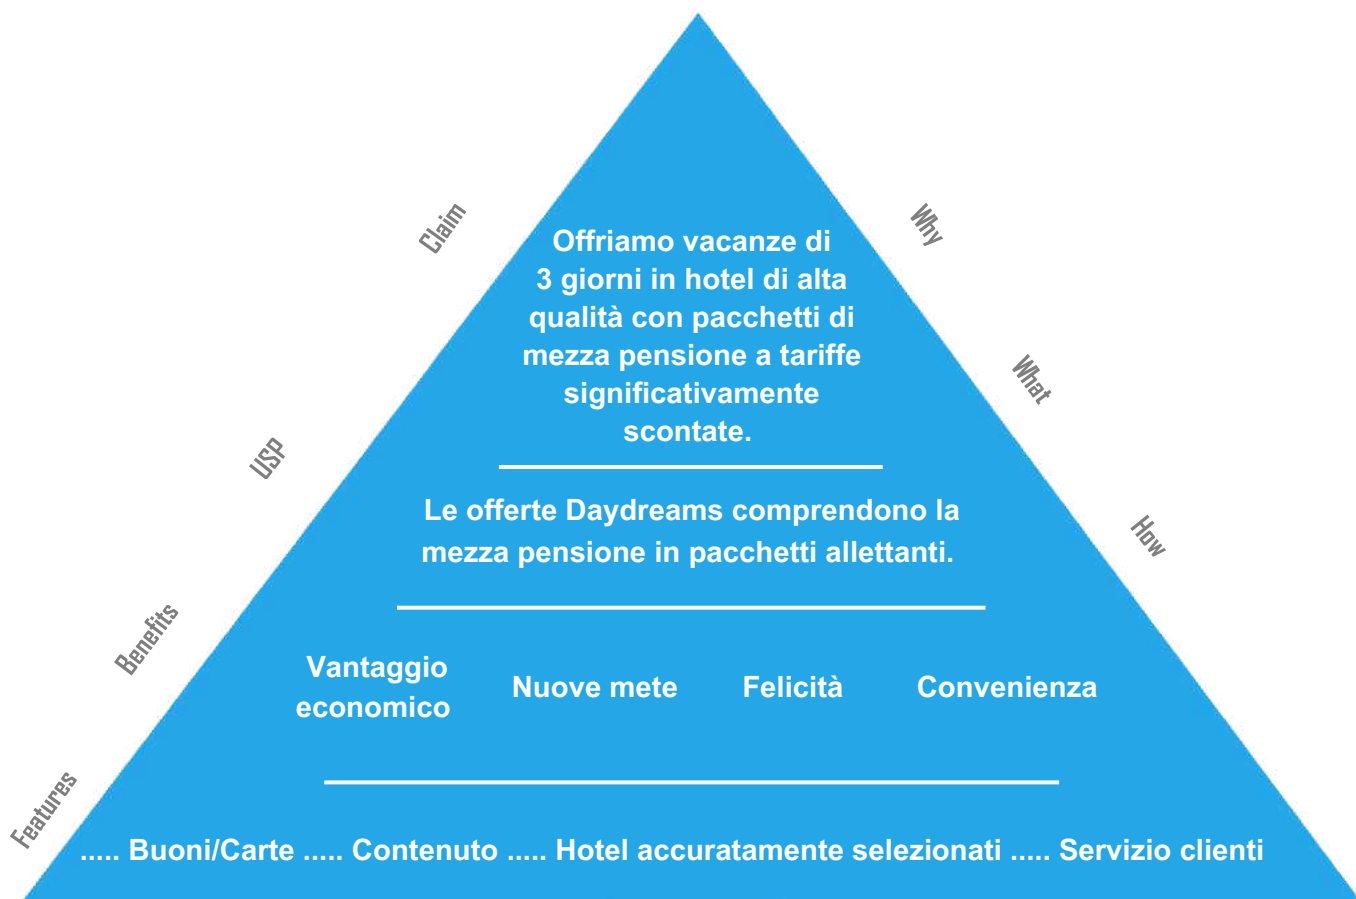 Claim
Why
Offriamo vacanze di
3 giorni in hotel di alta
qualità con pacchetti di
mezza pensione a tariffe
significativamente
scontate.
What
USP
Le offerte Daydreams comprendono la
mezza pensione in pacchetti allettanti.
How
Benefits
Vantaggio
economico
Nuove mete
Felicità
Convenienza
Features
..... Buoni/Carte ..... Contenuto ..... Hotel accuratamente selezionati ..... Servizio clienti